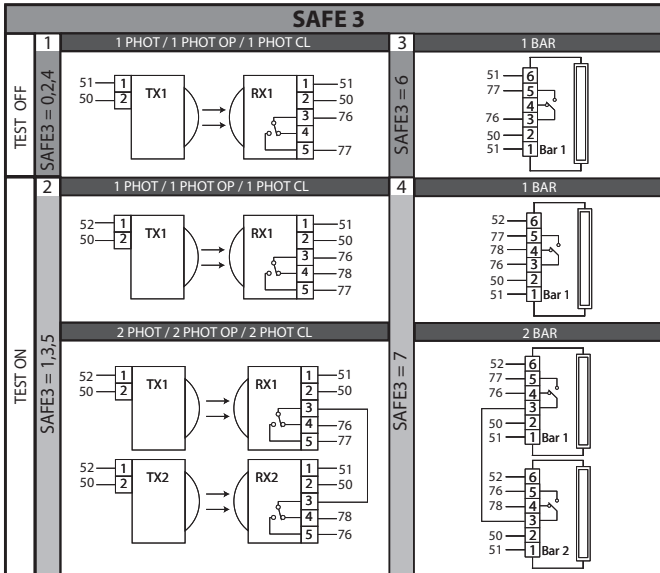 SAFE 3
TEST OFF
SAFE3 = 0,2,4
1
1 PHOT / 1 PHOT OP / 1 PHOT CL
51 1
50 2
TX1
RX1
1 51
2 50
3 76
4
5 77
SAFE3 = 6
3
1 BAR
51 6
77 5
4
76 3
50 2
51 1 Bar 1
TEST ON
SAFE3 = 1,3,5
2
1 PHOT / 1 PHOT OP / 1 PHOT CL
52 1
50 2
TX1
RX1
1 51
2 50
3 76
4 78
5 77
2 PHOT / 2 PHOT OP / 2 PHOT CL
52 1
50 2
TX1
RX1
1 51
2 50
3
4 76
5 77
52 1
50 2
TX2
RX2
1 51
2 50
3
4 78
5 76
SAFE3 = 7
4
1 BAR
52 6
77 5
78 4
76 3
50 2
51 1 Bar 1
2 BAR
52 6
77 5
76 4
3
50 2
51 1 Bar 1
52 6
76 5
78 4
3
50 2
51 1 Bar 2